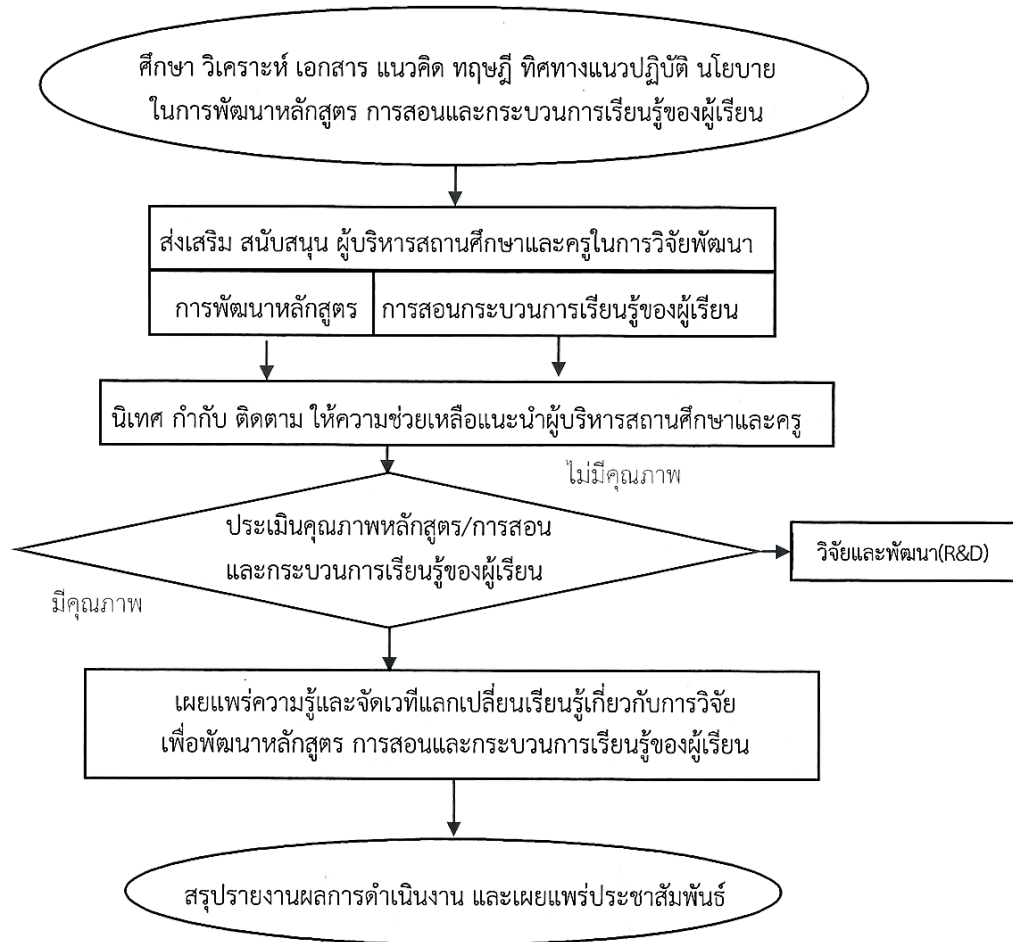 ศึกษา วิเคราะห์ เอกสาร แนวคิด ทฤษฎี ทิศทางแนวปฏิบัติ นโยบาย
ในการพัฒนาหลักสูตร การสอนและกระบวนการเรียนรู้ของผู้เรียน
ส่งเสริม สนับสนุน ผู้บริหารสถานศึกษาและครูในการวิจัยพัฒนา
การพัฒนาหลักสูตร
การสอนกระบวนการเรียนรู้ของผู้เรียน
นิเทศ กำกับ ติดตาม ให้ความช่วยเหลือแนะนำผู้บริหารสถานศึกษาและครู
ไม่มีคุณภาพ
ประเมินคุณภาพหลักสูตร/การสอน
และกระบวนการเรียนรู้ของผู้เรียน
วิจัยและพัฒนา(R&D)
มีคุณภาพ
เผยแพร่ความรู้และจัดเวทีแลกเปลี่ยนเรียนรู้เกี่ยวกับการวิจัย
เพื่อพัฒนาหลักสูตร การสอนและกระบวนการเรียนรู้ของผู้เรียน
สรุปรายงานผลการดำเนินงาน และเผยแพร่ประชาสัมพันธ์